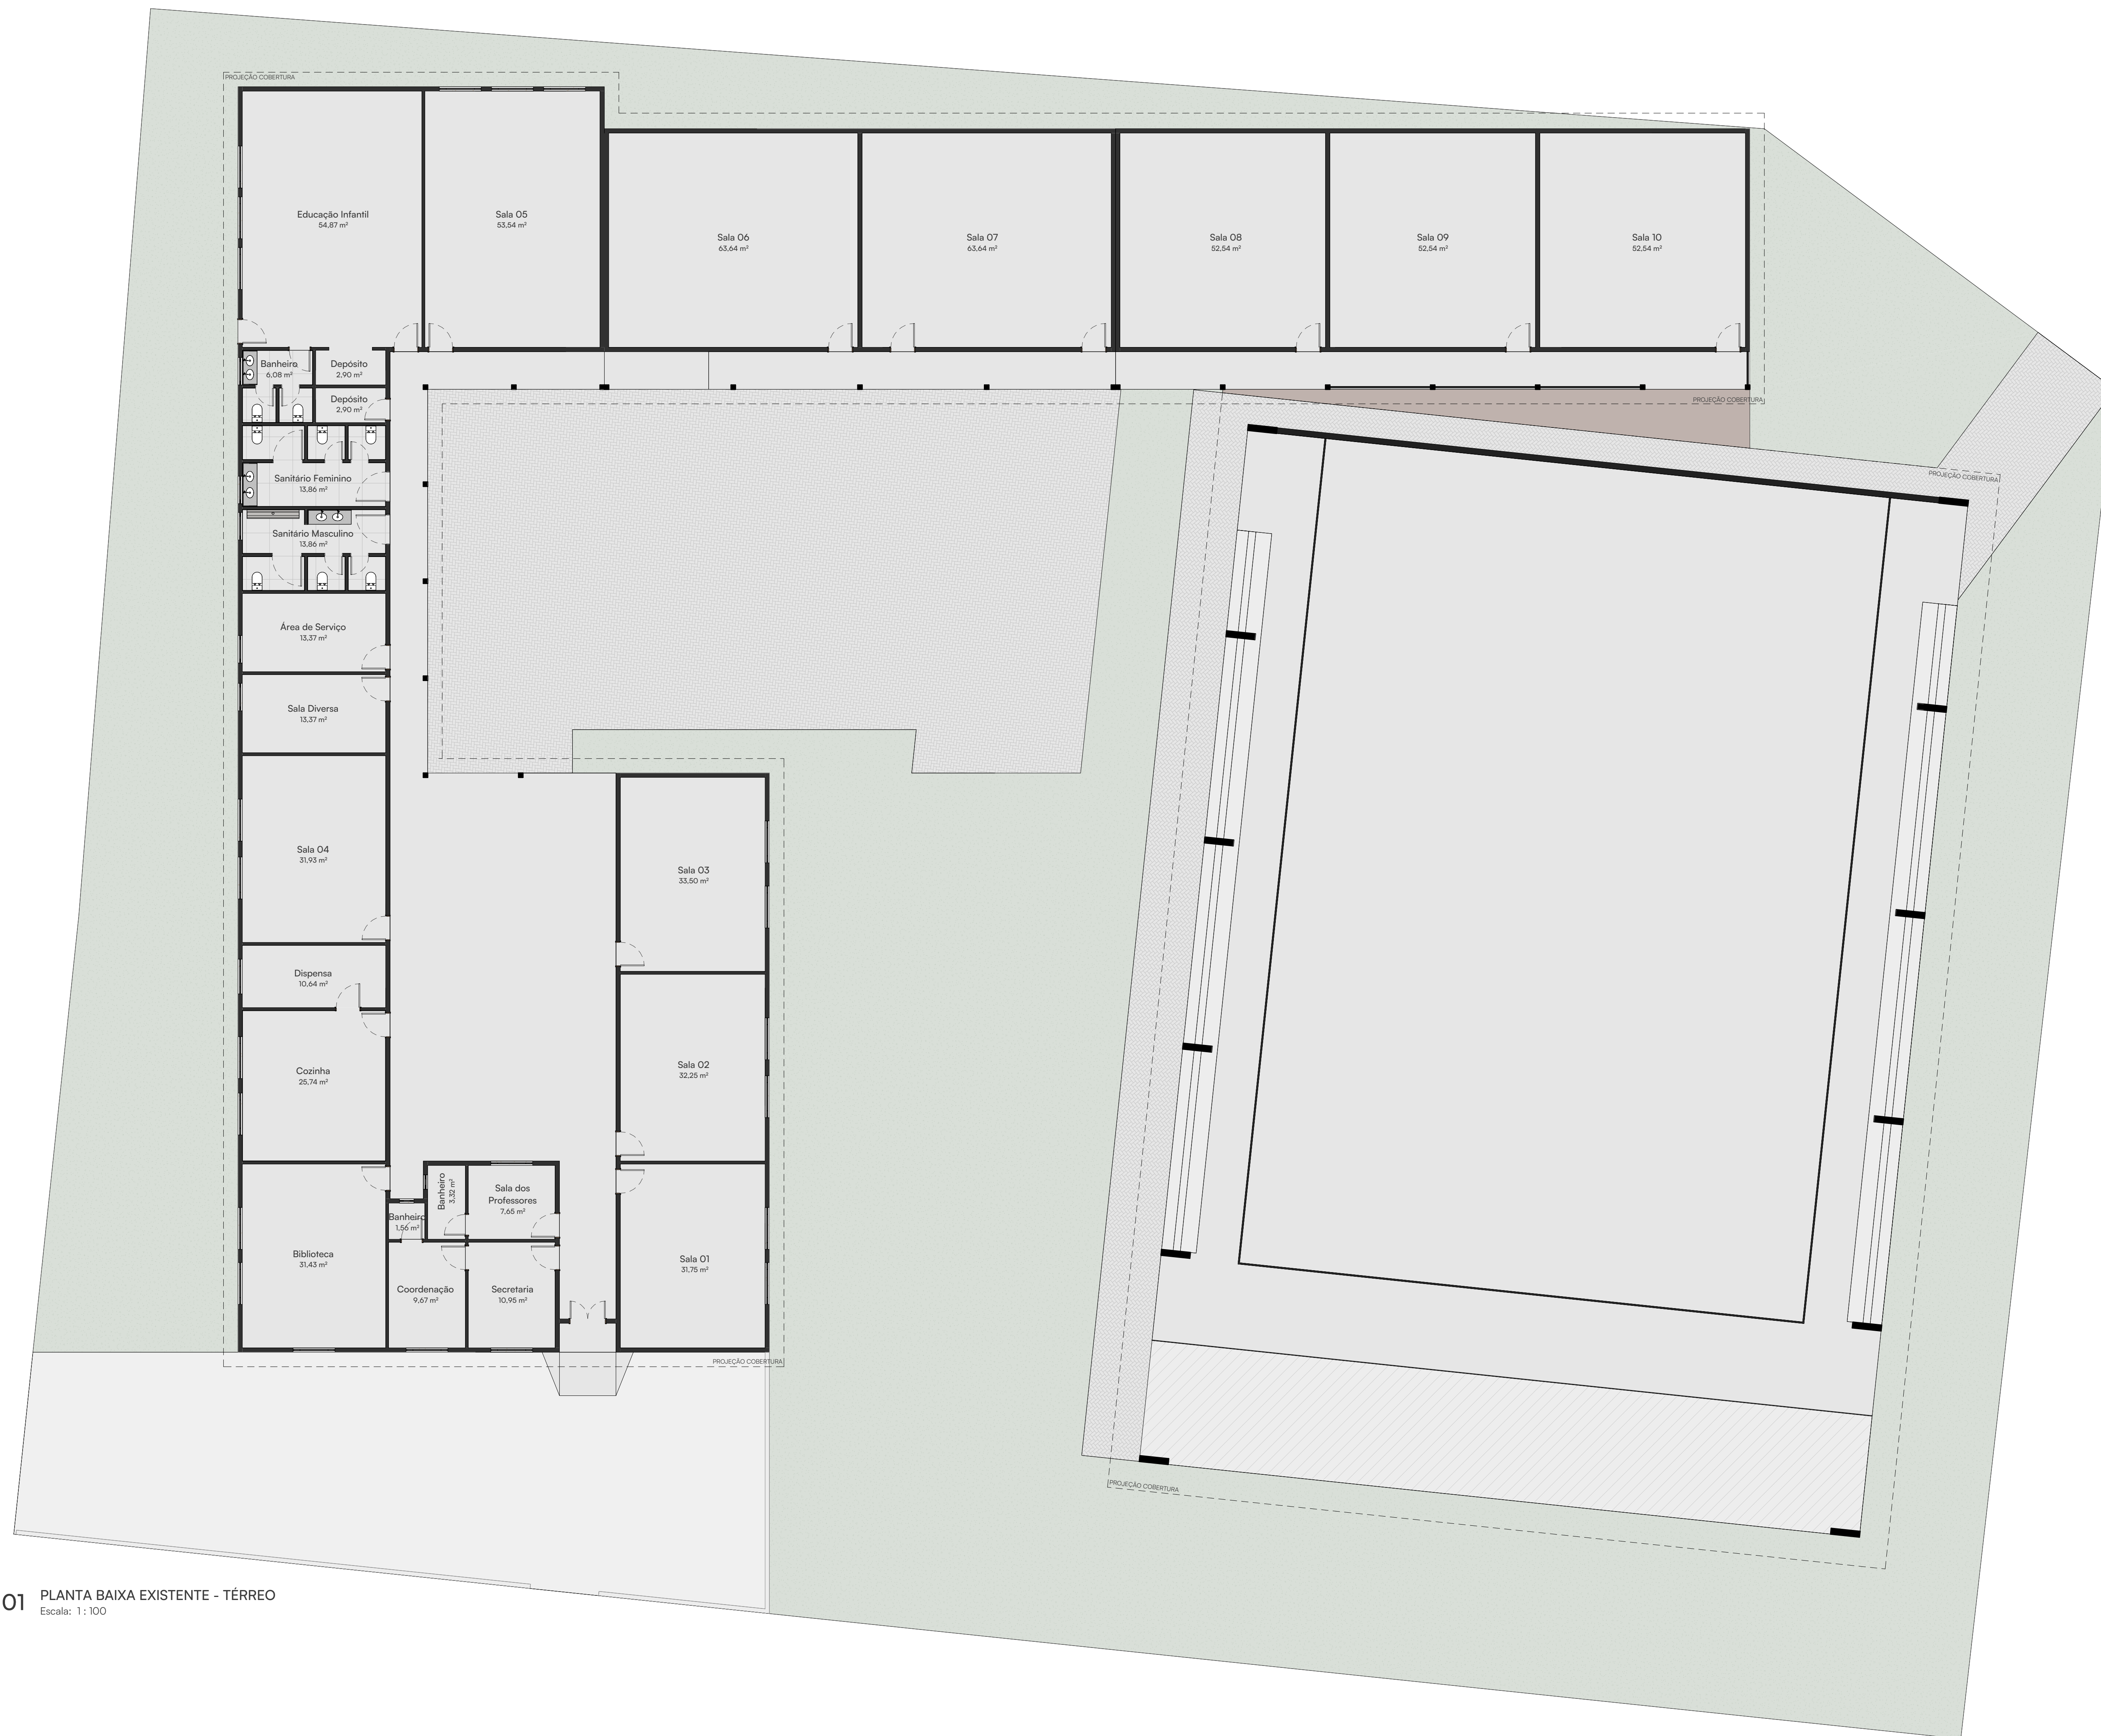 PROJEÇÃO COBERTURA
Educação Infantil
54,87 m²
Sala 05
53,54 m²
Sala 06
63,64 m²
Sala 07
63,64 m²
Sala 08
52,54 m²
Sala 09
52,54 m²
Sala 10
52,54 m²
Banheiro
6,08 m²
Depósito
2,90 m²
Depósito
2,90 m²
PROJEÇÃO COBERTURA
PROJEÇÃO COBERTURA
Sanitário Feminino
13,86 m²
Sanitário Masculino
13,86 m²
Área de Serviço
13,37 m²
Sala Diversa
13,37 m²
Sala 04
31,93 m²
Sala 03
33,50 m²
Dispensa
10,64 m²
Cozinha
25,74 m²
Sala 02
32,25 m²
Banheiro
3,32 m²
Sala dos
Professores
7,65 m²
Banheiro
1,56 m²
Biblioteca
31,43 m²
Sala 01
31,75 m²
Coordenação
9,67 m²
Secretaria
10,95 m²
PROJEÇÃO COBERTURA
PROJEÇÃO COBERTURA
01 PLANTA BAIXA EXISTENTE - TÉRREO
Escala: 1 : 100